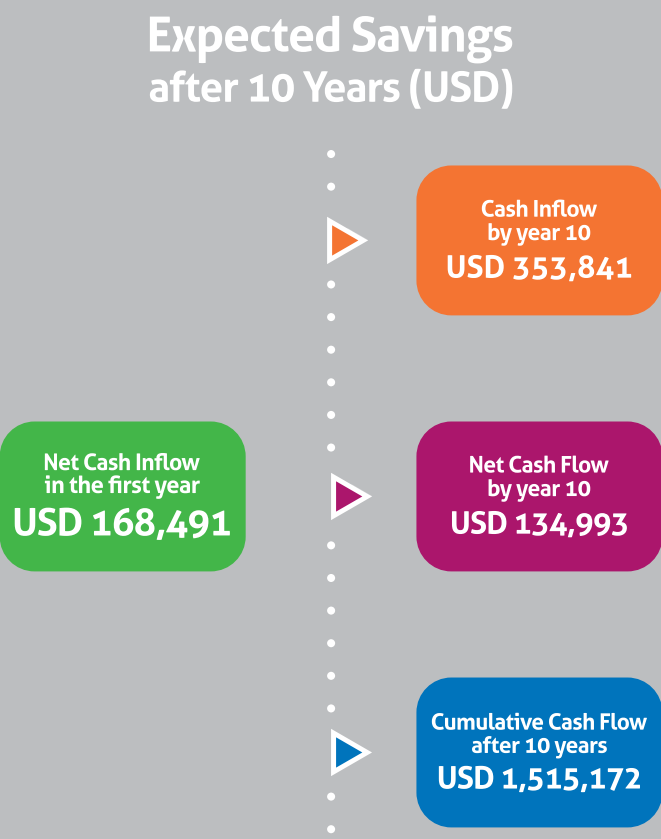 Expected Savings
after 10 Years (USD)
Cash Inflow
by year 10
USD 353,841
Net Cash Inflow
in the first year
USD 168,491
Net Cash Flow
by year 10
USD 134,993
Cumulative Cash Flow
after 10 years
USD 1,515,172